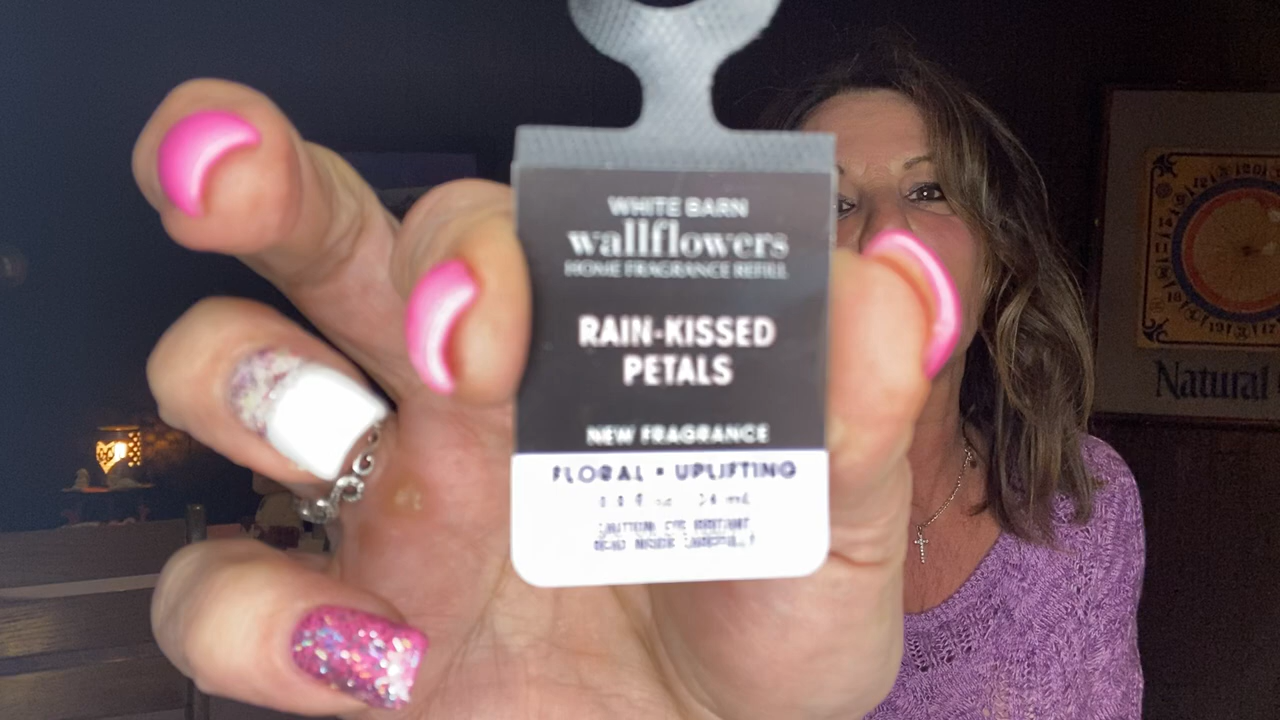 WHITE BARN
wallflowers
HOME FRAGRANCE REFILL
RAIN-KISSED
PETALS
NEW FRAGRANCE
FLORAL • UPLIFTING
Natural